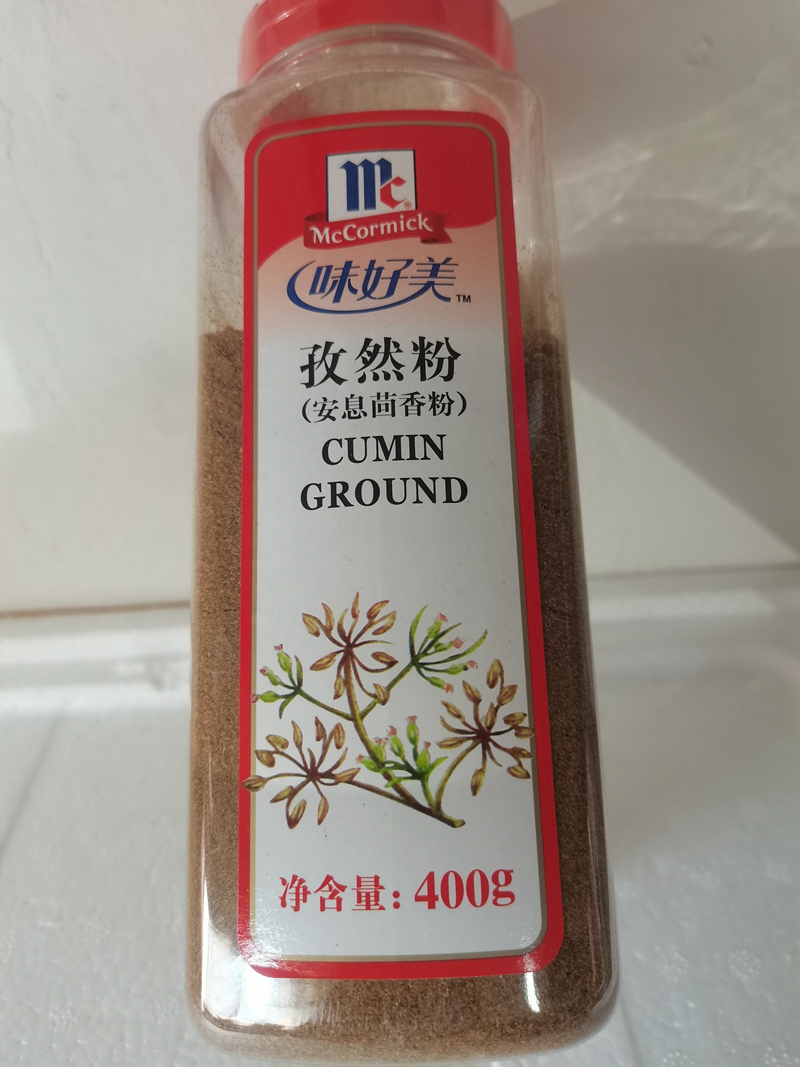 Mc®
McCormick
味好美™
孜然粉
(安息茴香粉)
CUMIN
GROUND
净含量: 400g